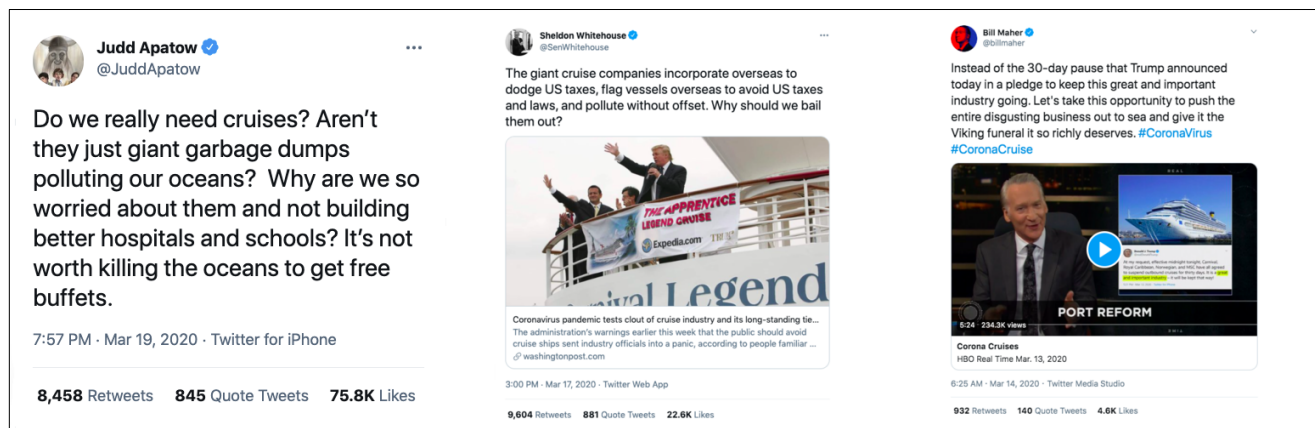 Judd Apatow
@JuddApatow
Do we really need cruises? Aren't
they just giant garbage dumps
polluting our oceans? Why are we so
worried about them and not building
better hospitals and schools? It's not
worth killing the oceans to get free
buffets.
7:57 PM · Mar 19, 2020 · Twitter for iPhone
8,458 Retweets 845 Quote Tweets 75.8K Likes
Sheldon Whitehouse
@SenWhitehouse
The giant cruise companies incorporate overseas to
dodge US taxes, flag vessels overseas to avoid US taxes
and laws, and pollute without offset. Why should we bail
them out?
THE APPRENTICE
LEGEND CRUISE
Expedia.com
Legend
Coronavirus pandemic tests clout of cruise industry and its long-standing tie...
The administration's warnings earlier this week that the public should avoid
cruise ships sent industry officials into a panic, according to people familiar ...
washingtonpost.com
3:00 PM · Mar 17, 2020 · Twitter Web App
9,604 Retweets 881 Quote Tweets 22.6K Likes
Bill Maher
@billmaher
Instead of the 30-day pause that Trump announced
today in a pledge to keep this great and important
industry going. Let's take this opportunity to push the
entire disgusting business out to sea and give it the
Viking funeral it so richly deserves. #CoronaVirus
#CoronaCruise
REAL
PORT REFORM
5:24 · 234.3K views
Corona Cruises
HBO Real Time Mar. 13, 2020
6:25 AM · Mar 14, 2020 · Twitter Media Studio
932 Retweets 140 Quote Tweets 4.6K Likes